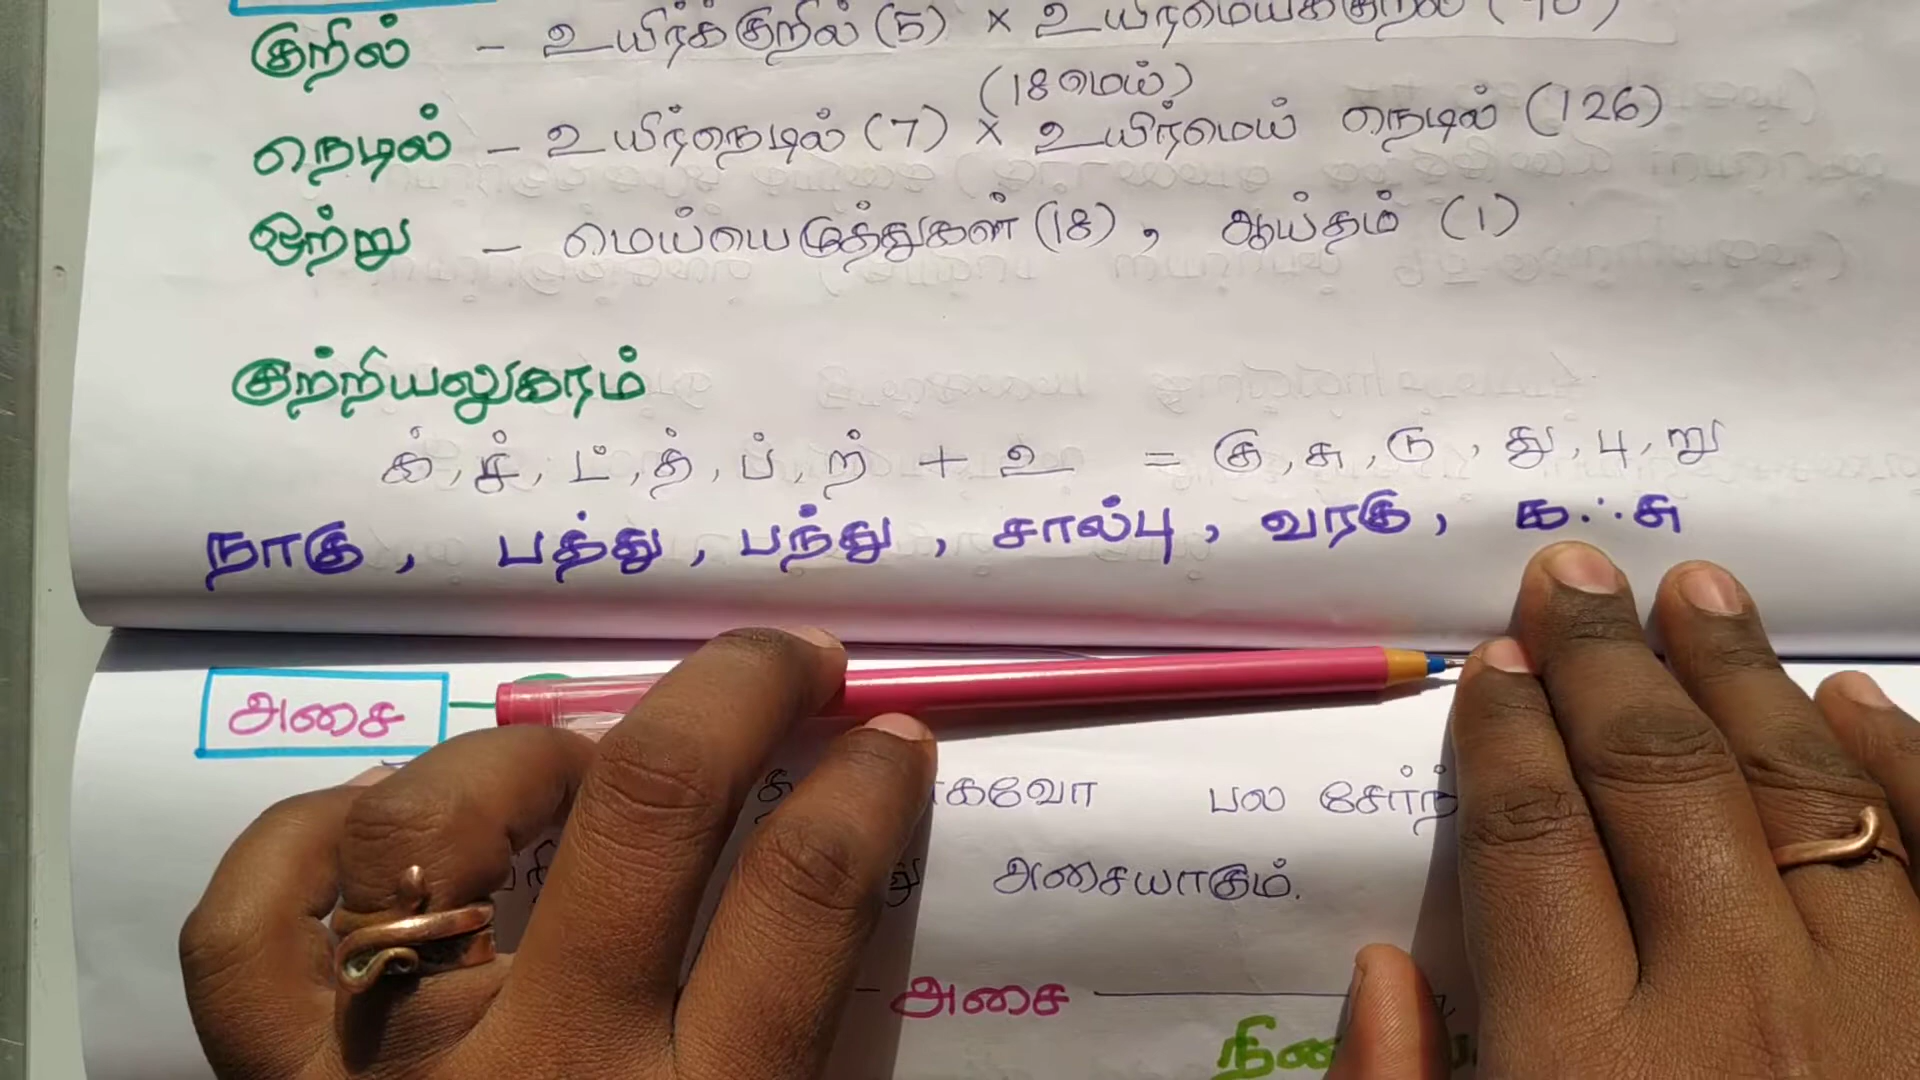 குறில் - உயிர்க்குறில் (5) × உயிர்மெய்க்குறில் (90)
(18மெய்)
நெடில் - உயிர்நெடில் (7) × உயிர்மெய் நெடில் (126)
ஒற்று - மெய்யெழுத்துகள் (18), ஆய்தம் (1)
குற்றியலுகரம்
க், ச், ட், த், ப், ற் + உ = கு, சு, டு, து, பு, று
நாகு, பத்து, பந்து, சால்பு, வரகு, கஃசு
அசை
பல
அசையாகும்.
அசை